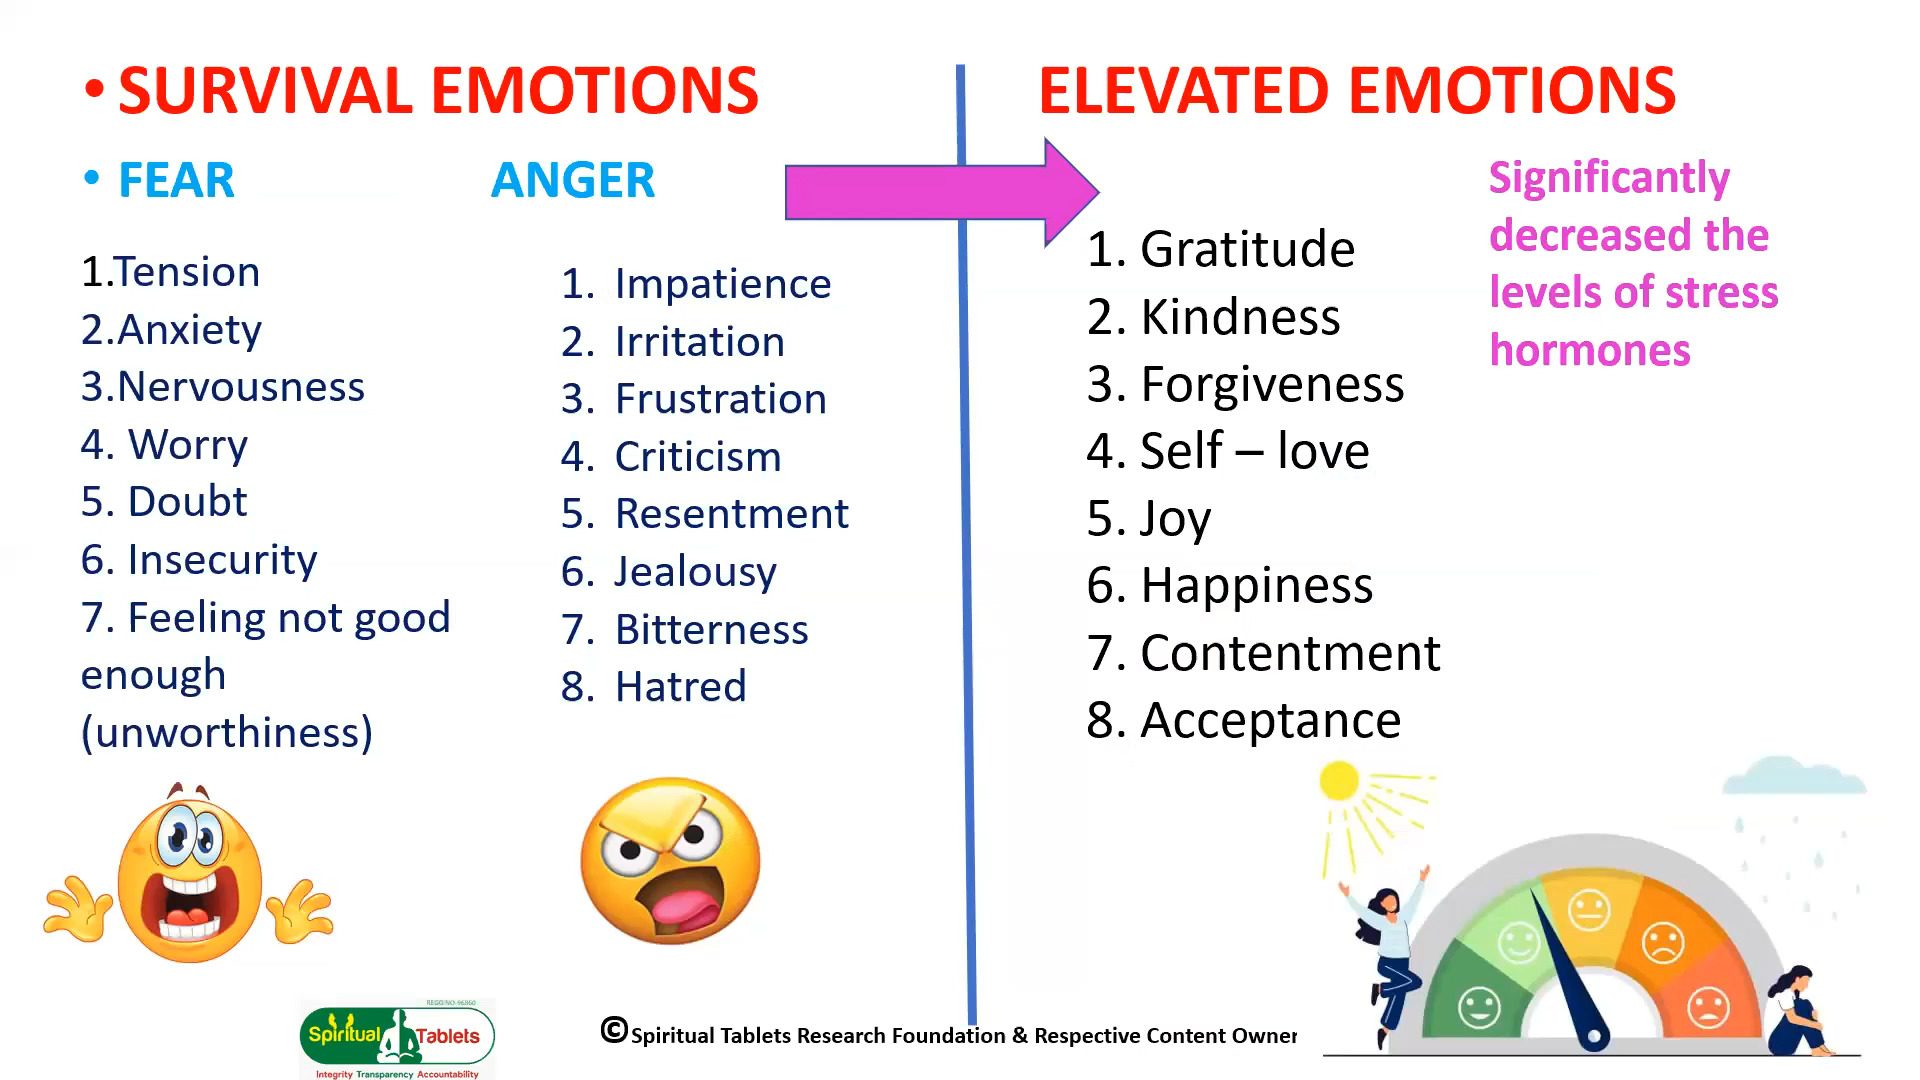 • SURVIVAL EMOTIONS
• FEAR ANGER
1.Tension
2.Anxiety
3.Nervousness
4. Worry
5. Doubt
6. Insecurity
7. Feeling not good
enough
(unworthiness)
1. Impatience
2. Irritation
3. Frustration
4. Criticism
5. Resentment
6. Jealousy
7. Bitterness
8. Hatred
ELEVATED EMOTIONS
1. Gratitude
2. Kindness
3. Forgiveness
4. Self – love
5. Joy
6. Happiness
7. Contentment
8. Acceptance
Significantly
decreased the
levels of stress
hormones
REGD NO-96860
Spiritual Tablets
Integrity Transparency Accountability
©Spiritual Tablets Research Foundation & Respective Content Owner